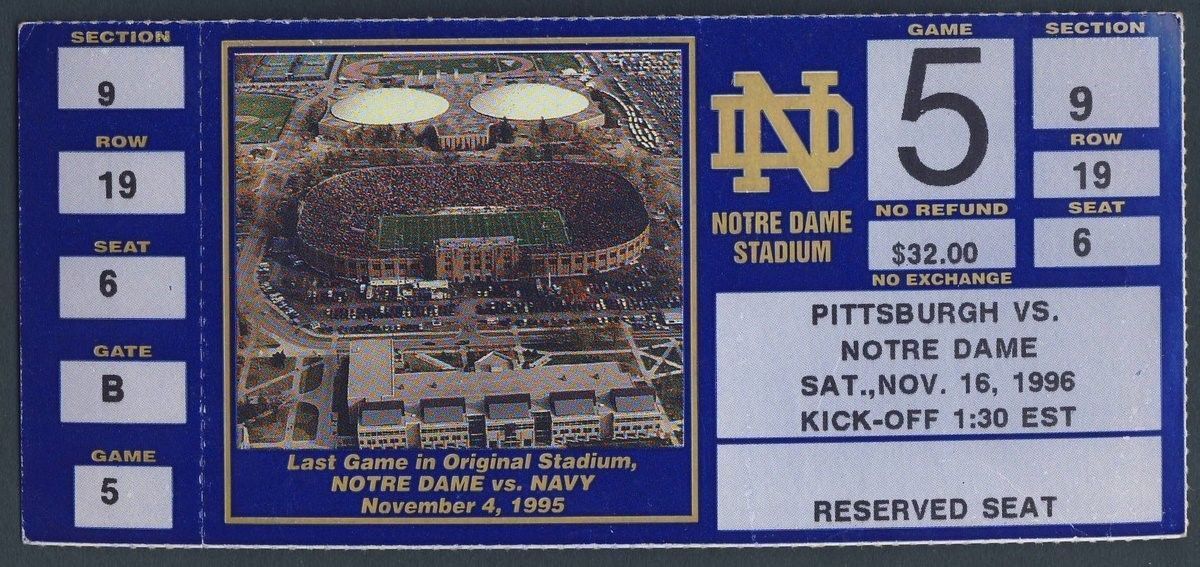 SECTION
9
ROW
19
SEAT
6
GATE
B
GAME
5
Last Game in Original Stadium,
NOTRE DAME vs. NAVY
November 4, 1995
ND
NOTRE DAME
STADIUM
GAME
5
NO REFUND
$32.00
NO EXCHANGE
SECTION
9
ROW
19
SEAT
6
PITTSBURGH VS.
NOTRE DAME
SAT.,NOV. 16, 1996
KICK-OFF 1:30 EST
RESERVED SEAT